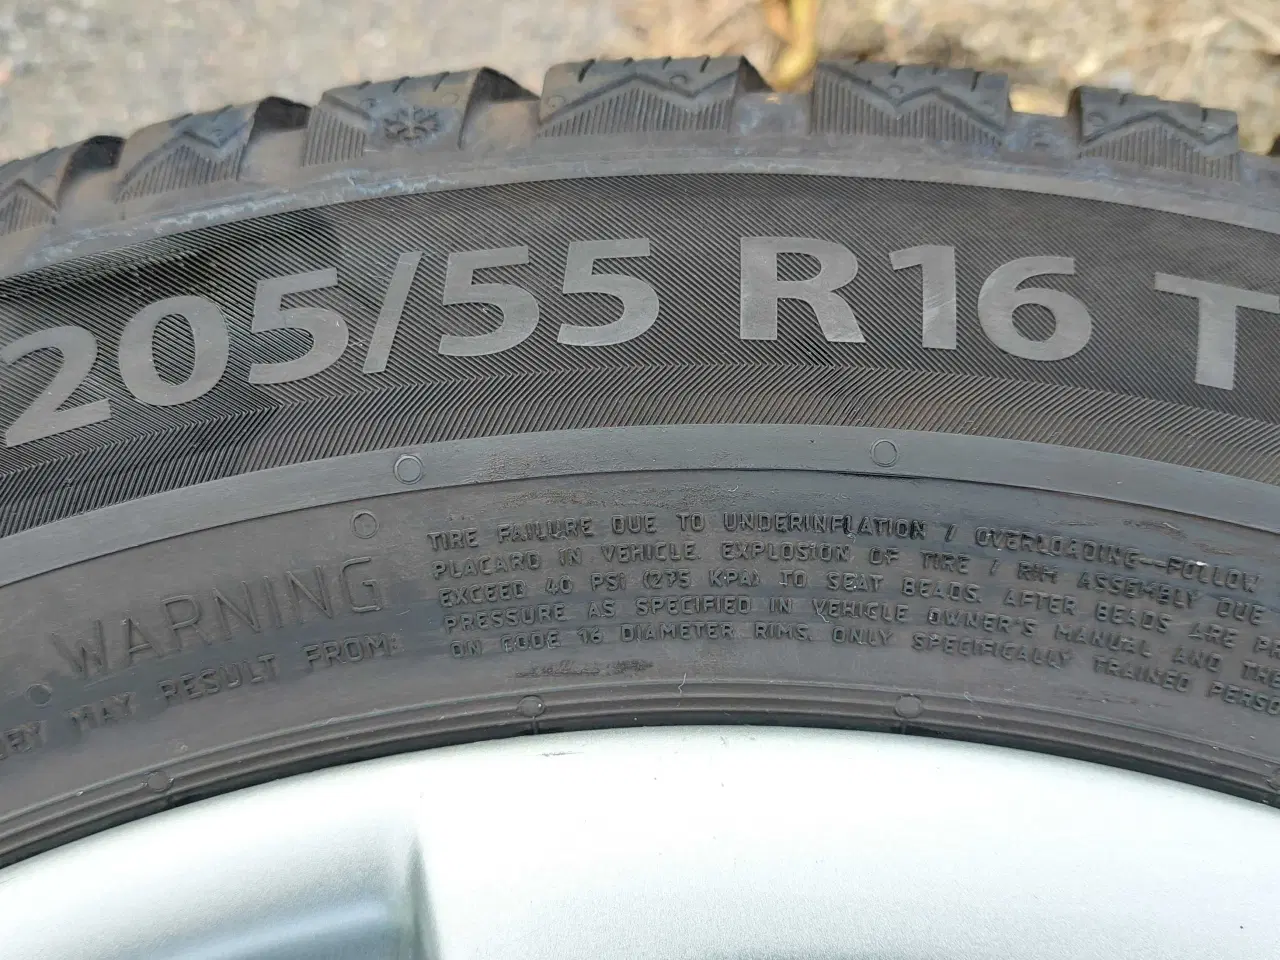 205/55 R16 T
WARNING
MAY RESULT FROM:
TIRE FAILURE DUE TO UNDERINFLATION / OVERLOADING--FOLLOW
PLACARD IN VEHICLE. EXPLOSION OF TIRE / RIM ASSEMBLY DUE
EXCEED 40 PSI (275 KPA) TO SEAT BEADS. AFTER BEADS ARE
PRESSURE AS SPECIFIED IN VEHICLE OWNER'S MANUAL AND THE
ON CODE 16 DIAMETER RIMS. ONLY SPECIFICALLY TRAINED PERSO